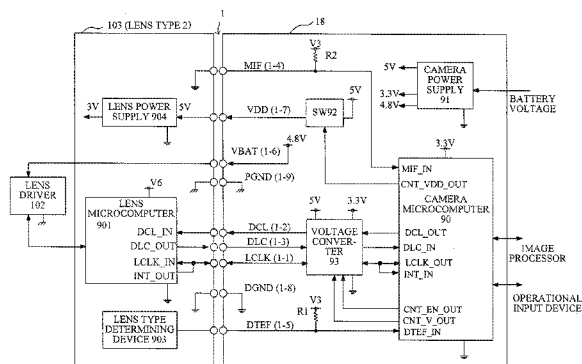 103 (LENS TYPE 2)
1
18
V3
R2
MIF (1-4)
5V
3.3V
4.8V
CAMERA POWER SUPPLY 91
BATTERY VOLTAGE
3V
LENS POWER SUPPLY 904
5V
VDD (1-7)
SW92
5V
4.8V
VBAT (1-6)
PGND (1-9)
3.3V
MIF_IN
CNT_VDD_OUT
CAMERA MICROCOMPUTER 90
DCL_OUT
DLC_IN
LCLK_OUT
INT_IN
CNT_EN_OUT
CNT_V_OUT
DTEF_IN
LENS DRIVER 102
V6
LENS MICROCOMPUTER 901
DCL_IN
DLC_OUT
LCLK_IN
INT_OUT
DCL (1-2)
DLC (1-3)
LCLK (1-1)
5V
3.3V
VOLTAGE CONVER-TER 93
IMAGE PROCESSOR
OPERATIONAL INPUT DEVICE
DGND (1-8)
LENS TYPE DETERMINING DEVICE 903
V3
R1
DTEF (1-5)